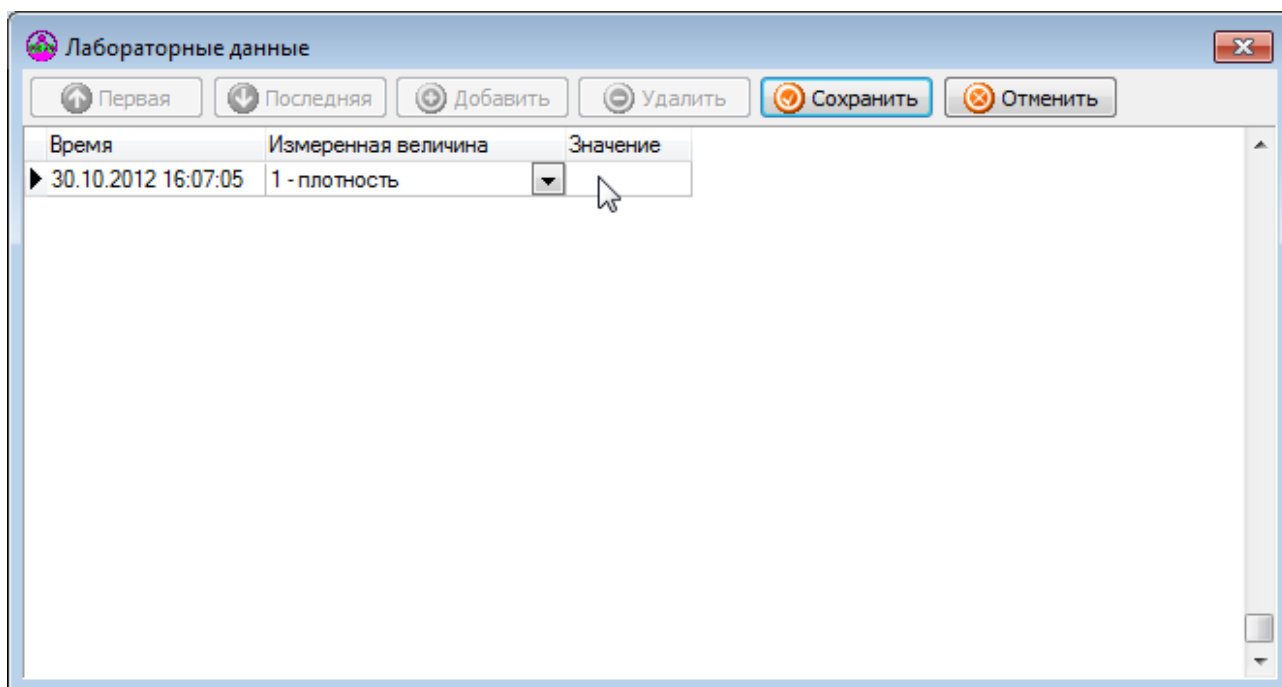 Лабораторные данные
Первая Последняя Добавить Удалить Сохранить Отменить
Время Измеренная величина Значение
30.10.2012 16:07:05 1 - плотность